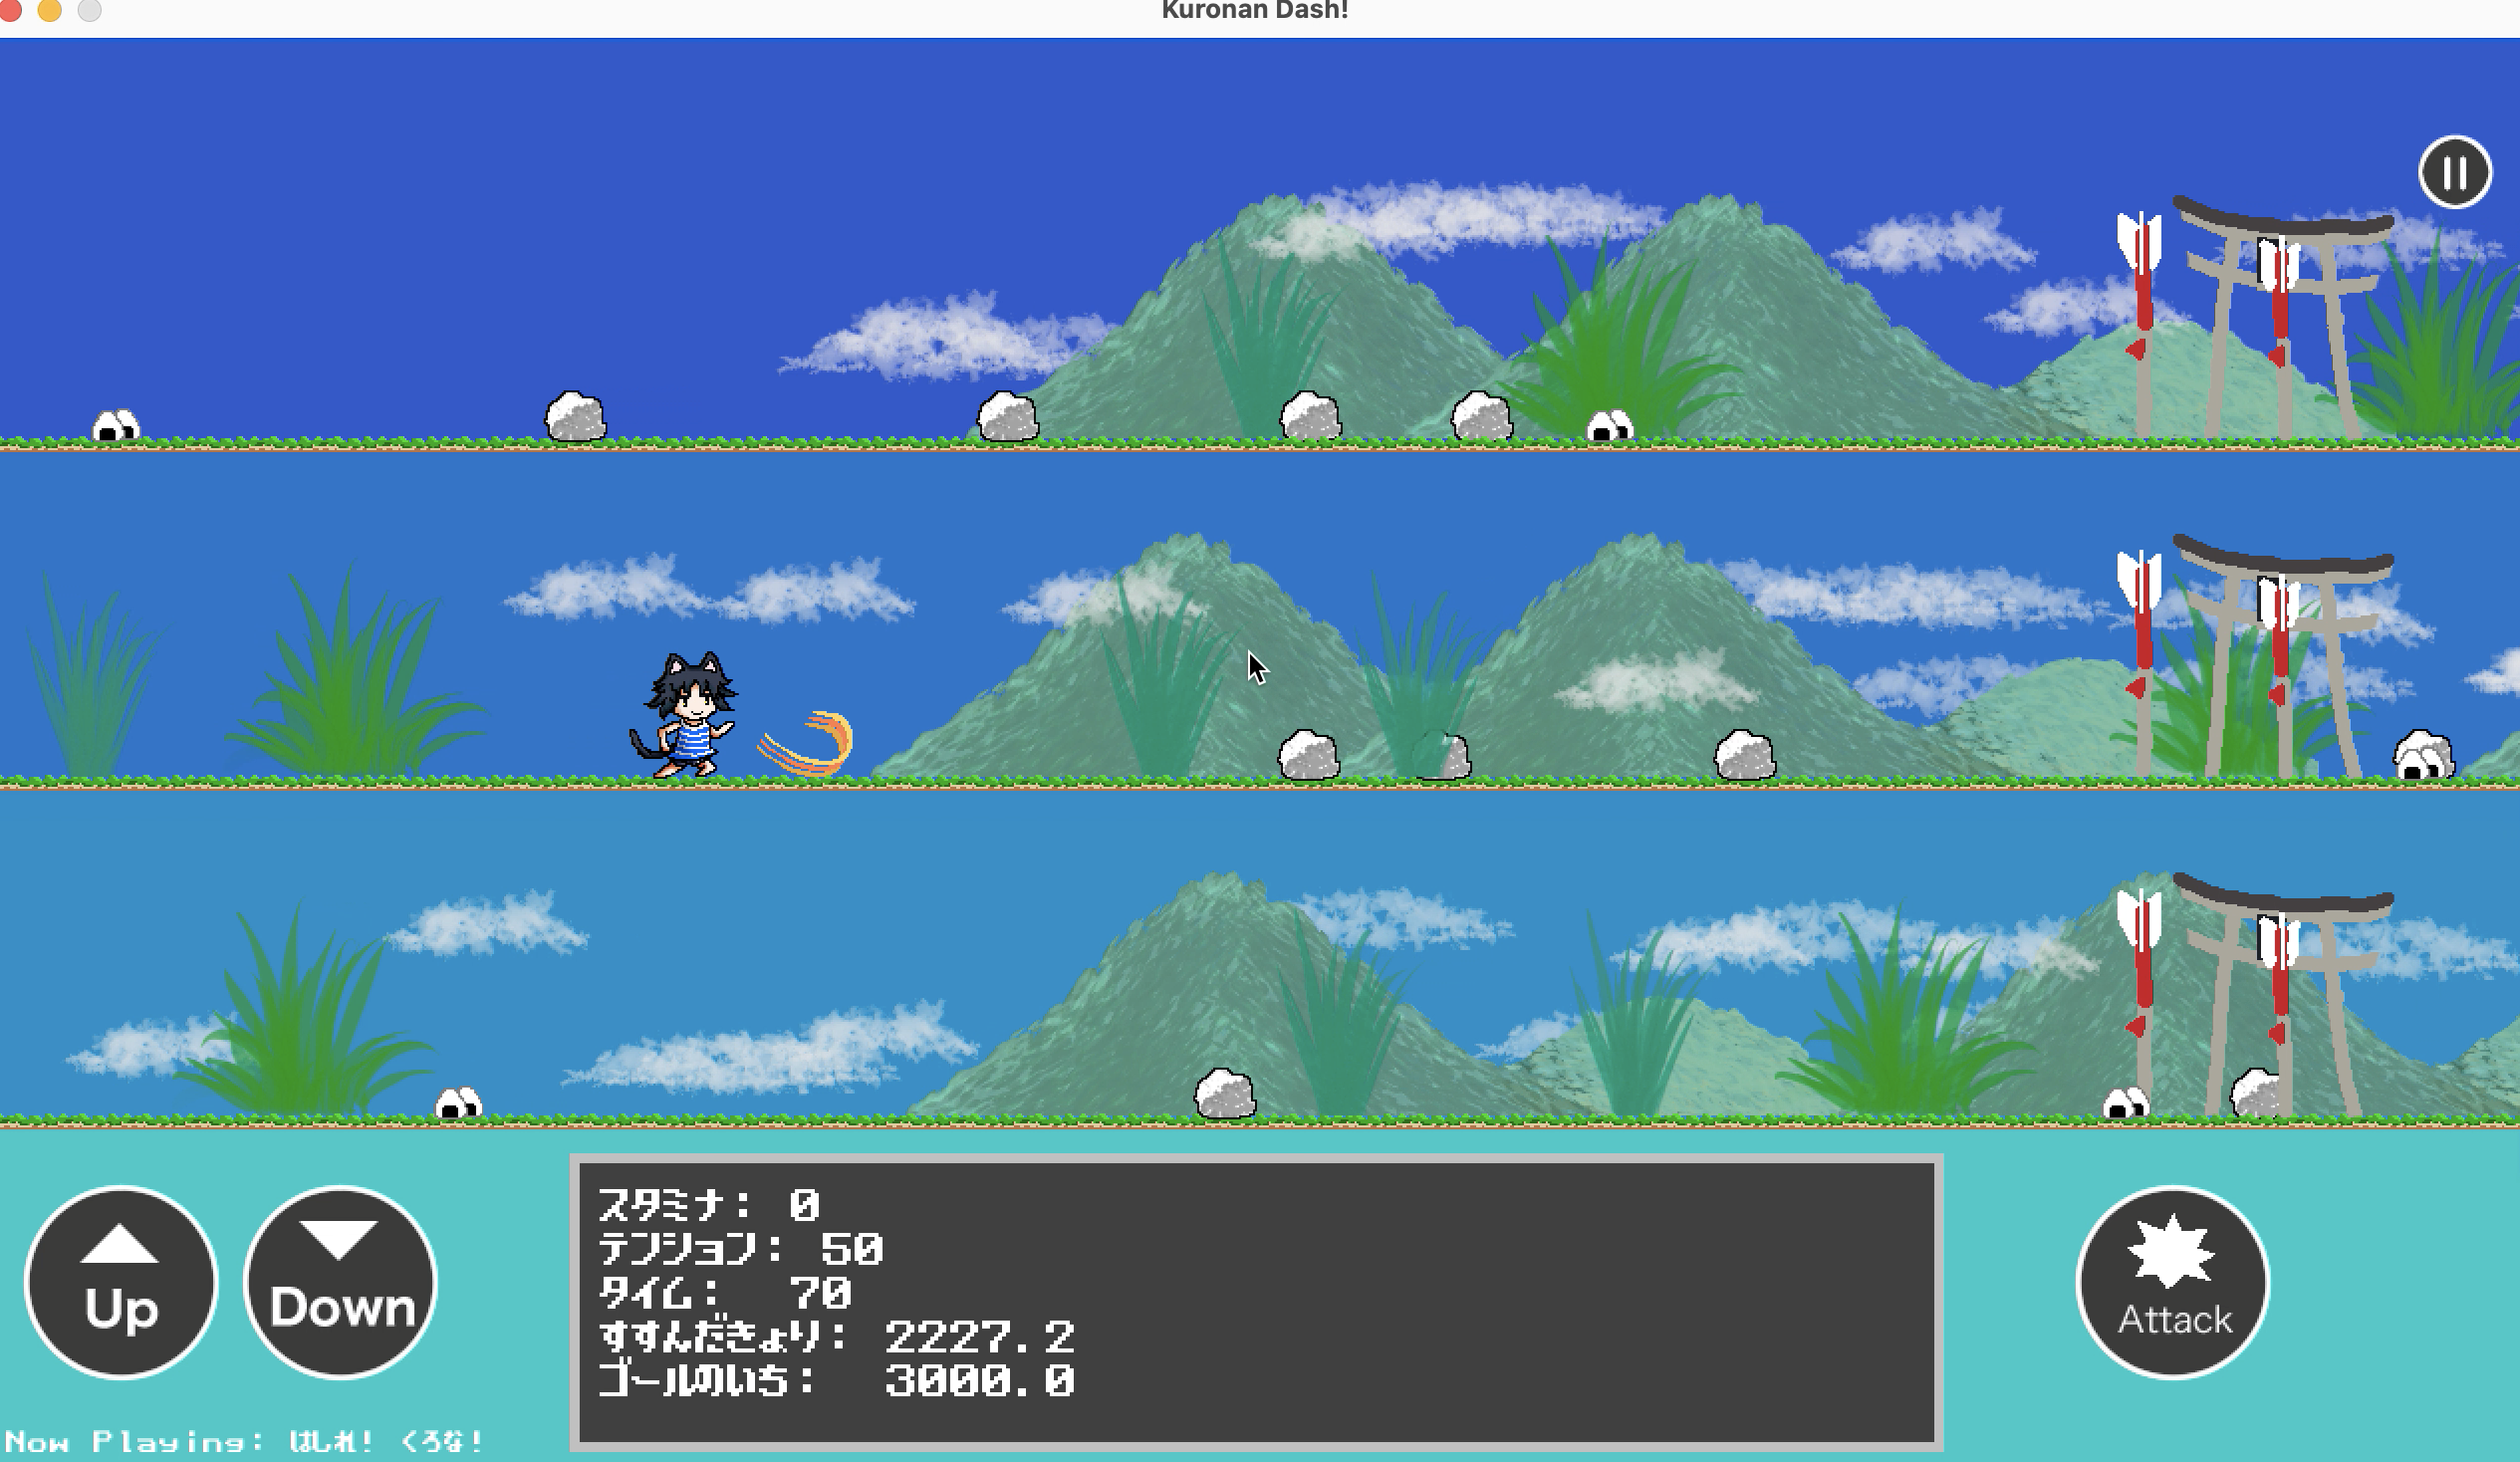 Kuronan Dash!
スタミナ: 0
テンション: 50
タイム: 70
すすんだきょり: 2227.2
ゴールのいち: 3000.0
Up
Down
Attack
Now Playing: はしれ! くろな!